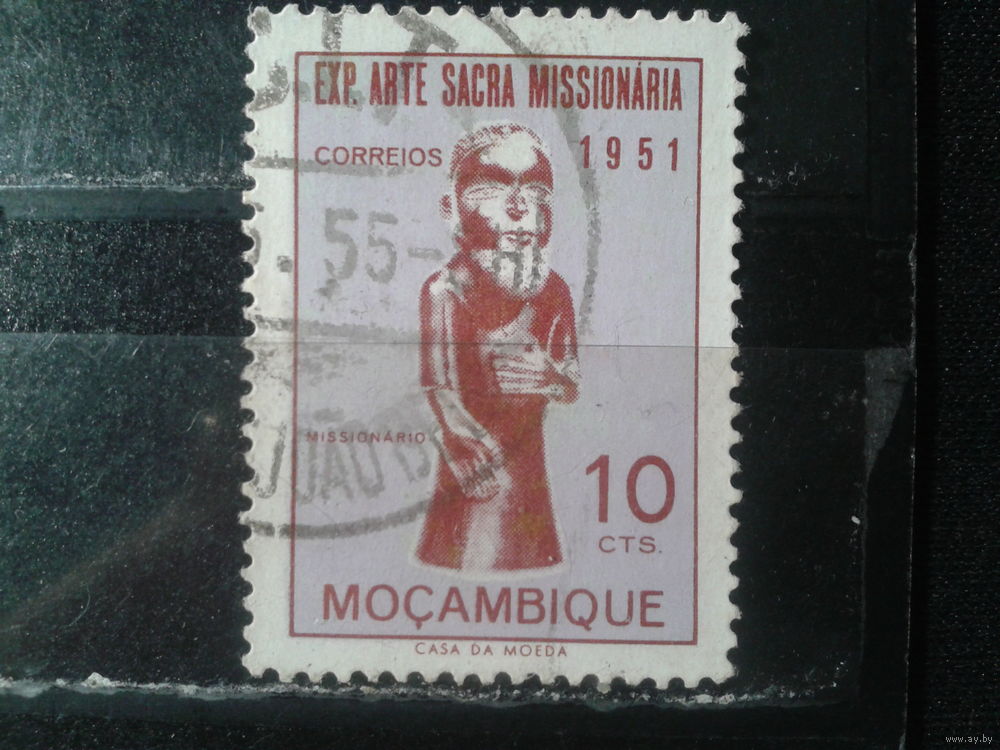 EXP. ARTE SACRA MISSIONÁRIA
CORREIOS
1951
55-
MISSIONÁRIO
10
CTS.
MOÇAMBIQUE
CASA DA MOEDA
www.ay.by